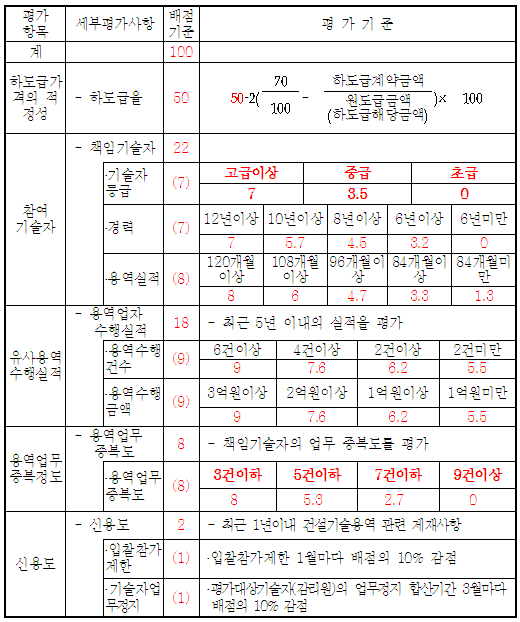 평가
항목
세부평가사항
배점
기준
평 가 기 준
계
100
하도급가
격의 적
정성
- 하도급율
50
50-2( 70/100 - 하도급계약금액/원도급금액(하도급해당금액) )× 100
참여
기술자
- 책임기술자
22
·기술자
등급
(7)
고급이상 중급 초급
7 3.5 0
·경력
(7)
12년이상 10년이상 8년이상 6년이상 6년미만
7 5.7 4.5 3.2 0
·용역실적
(8)
120개월 108개월 96개월이 84개월이 84개월미
이상 이상 상 상 만
8 6 4.7 3.3 1.3
유사용역
수행실적
- 용역업자
수행실적
18
- 최근 5년 이내의 실적을 평가
·용역수행
건수
(9)
6건이상 4건이상 2건이상 2건미만
9 7.6 6.2 5.5
·용역수행
금액
(9)
3억원이상 2억원이상 1억원이상 1억원미만
9 7.6 6.2 5.5
용역업무
중복정도
- 용역업무
중복도
8
- 책임기술자의 업무 중복도를 평가
·용역업무
중복도
(8)
3건이하 5건이하 7건이하 9건이상
8 5.3 2.7 0
신용도
- 신용도
2
- 최근 1년이내 건설기술용역 관련 제재사항
·입찰참가
제한
(1)
·입찰참가제한 1월마다 배점의 10% 감점
·기술자업
무정지
(1)
·평가대상기술자(감리원)의 업무정지 합산기간 3월마다
배점의 10% 감점